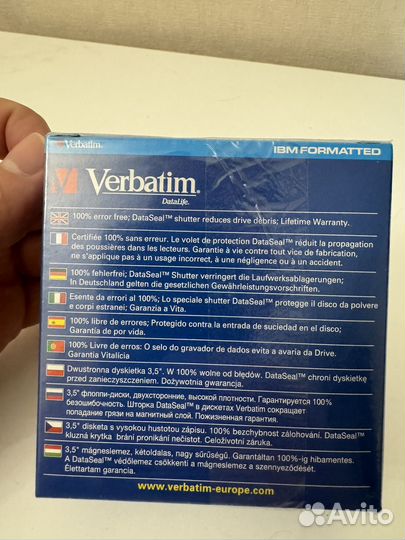 Verbatim.
IBM FORMATTED
Verbatim.
DataLife.
100% error free; DataSeal™ shutter reduces drive debris; Lifetime Warranty.
Certifiée 100% sans erreur. Le volet de protection DataSeal™ réduit la propagation
des poussières dans les lecteurs. Garantie à vie contre tout vice de fabrication,
ne s'applique pas à un usage incorrect, à une négligence ou à un accident.
100% fehlerfrei; DataSeal™ Shutter verringert die Laufwerksablagerungen;
In Deutschland gelten die gesetzlichen Gewährleistungsvorschriften.
Esente da errori al 100%; Lo speciale shutter DataSeal™ protegge il disco da polvere
e corpi estranei; Garanzia a Vita.
100% libre de errores; Protegido contra la entrada de suciedad en el disco;
Garantía de por vida.
100% Livre de erros: O selo do gravador de dados evita a avaria da Drive.
Garantia Vitalícia
Dwustronna dyskietka 3,5". W 100% wolne od błędów. DataSeal™ chroni dyskietkę
przed zanieczyszczeniem. Dożywotnia gwarancja.
3,5" флоппи-диски, двухсторонние, высокой плотности. Гарантируется 100%
безошибочность. Шторка DataSeal™ в дискетах Verbatim сокращает
попадание грязи на магнитный слой. Пожизненная гарантия.
3,5" disketa s vysokou hustotou zápisu. 100% bezchybnost zálohování. DataSeal™
kluzná krytka brání pronikání nečistot. Celoživotní záruka.
3,5" mágneslemez, kétoldalas, nagy sűrűségű. Garantáltan 100%-ig hibamentes.
A DataSeal™ védőlemez csökkenti a mágneslemez a szennyeződését.
Élettartam garancia.
www.verbatim-europe.com
Avito